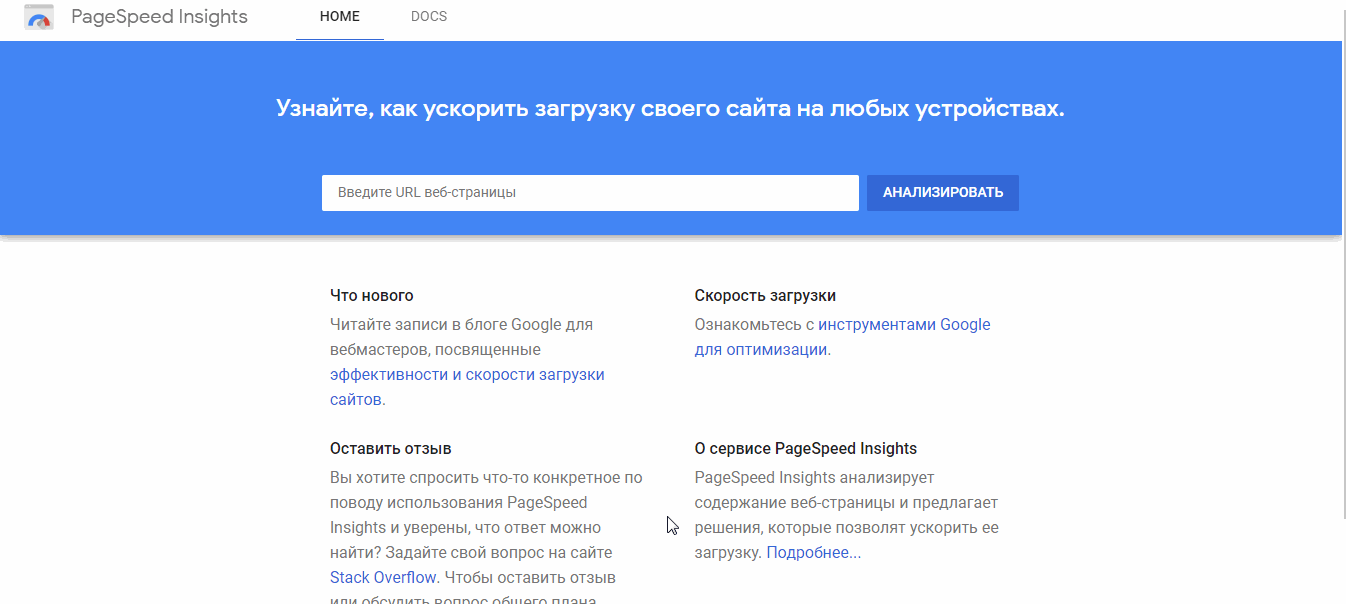 PageSpeed Insights HOME DOCS
Узнайте, как ускорить загрузку своего сайта на любых устройствах.
Введите URL веб-страницы АНАЛИЗИРОВАТЬ
Что нового
Читайте записи в блоге Google для
вебмастеров, посвященные
эффективности и скорости загрузки
сайтов.
Скорость загрузки
Ознакомьтесь с инструментами Google
для оптимизации.
Оставить отзыв
Вы хотите спросить что-то конкретное по
поводу использования PageSpeed
Insights и уверены, что ответ можно
найти? Задайте свой вопрос на сайте
Stack Overflow. Чтобы оставить отзыв
или обсудить вопрос общего плана,
О сервисе PageSpeed Insights
PageSpeed Insights анализирует
содержание веб-страницы и предлагает
решения, которые позволят ускорить ее
загрузку. Подробнее...